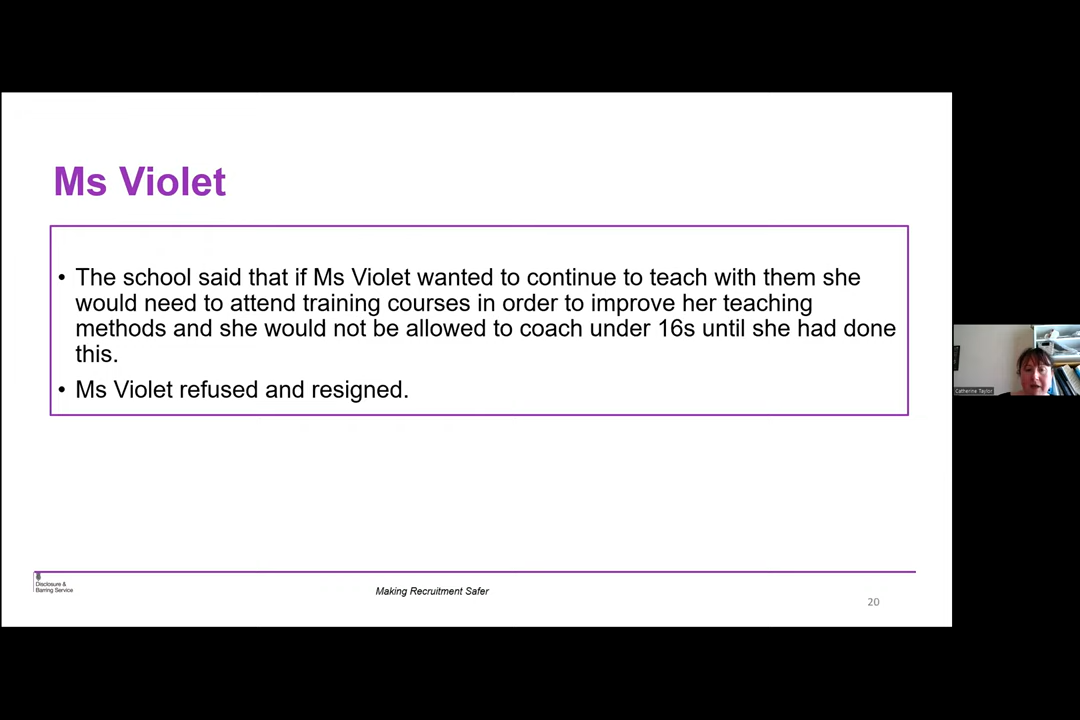 Ms Violet
• The school said that if Ms Violet wanted to continue to teach with them she
would need to attend training courses in order to improve her teaching
methods and she would not be allowed to coach under 16s until she had done
this.
• Ms Violet refused and resigned.
Catherine Taylor
Disclosure &
Barring Service
Making Recruitment Safer
20